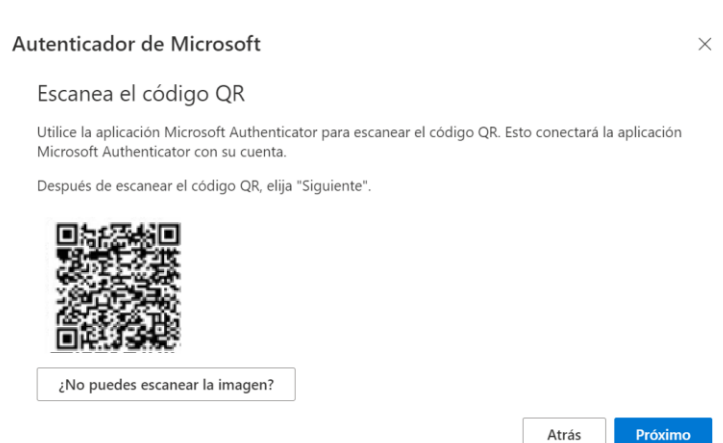 Autenticador de Microsoft
Escanea el código QR
Utilice la aplicación Microsoft Authenticator para escanear el código QR. Esto conectará la aplicación
Microsoft Authenticator con su cuenta.
Después de escanear el código QR, elija "Siguiente".
¿No puedes escanear la imagen?
Atrás
Próximo